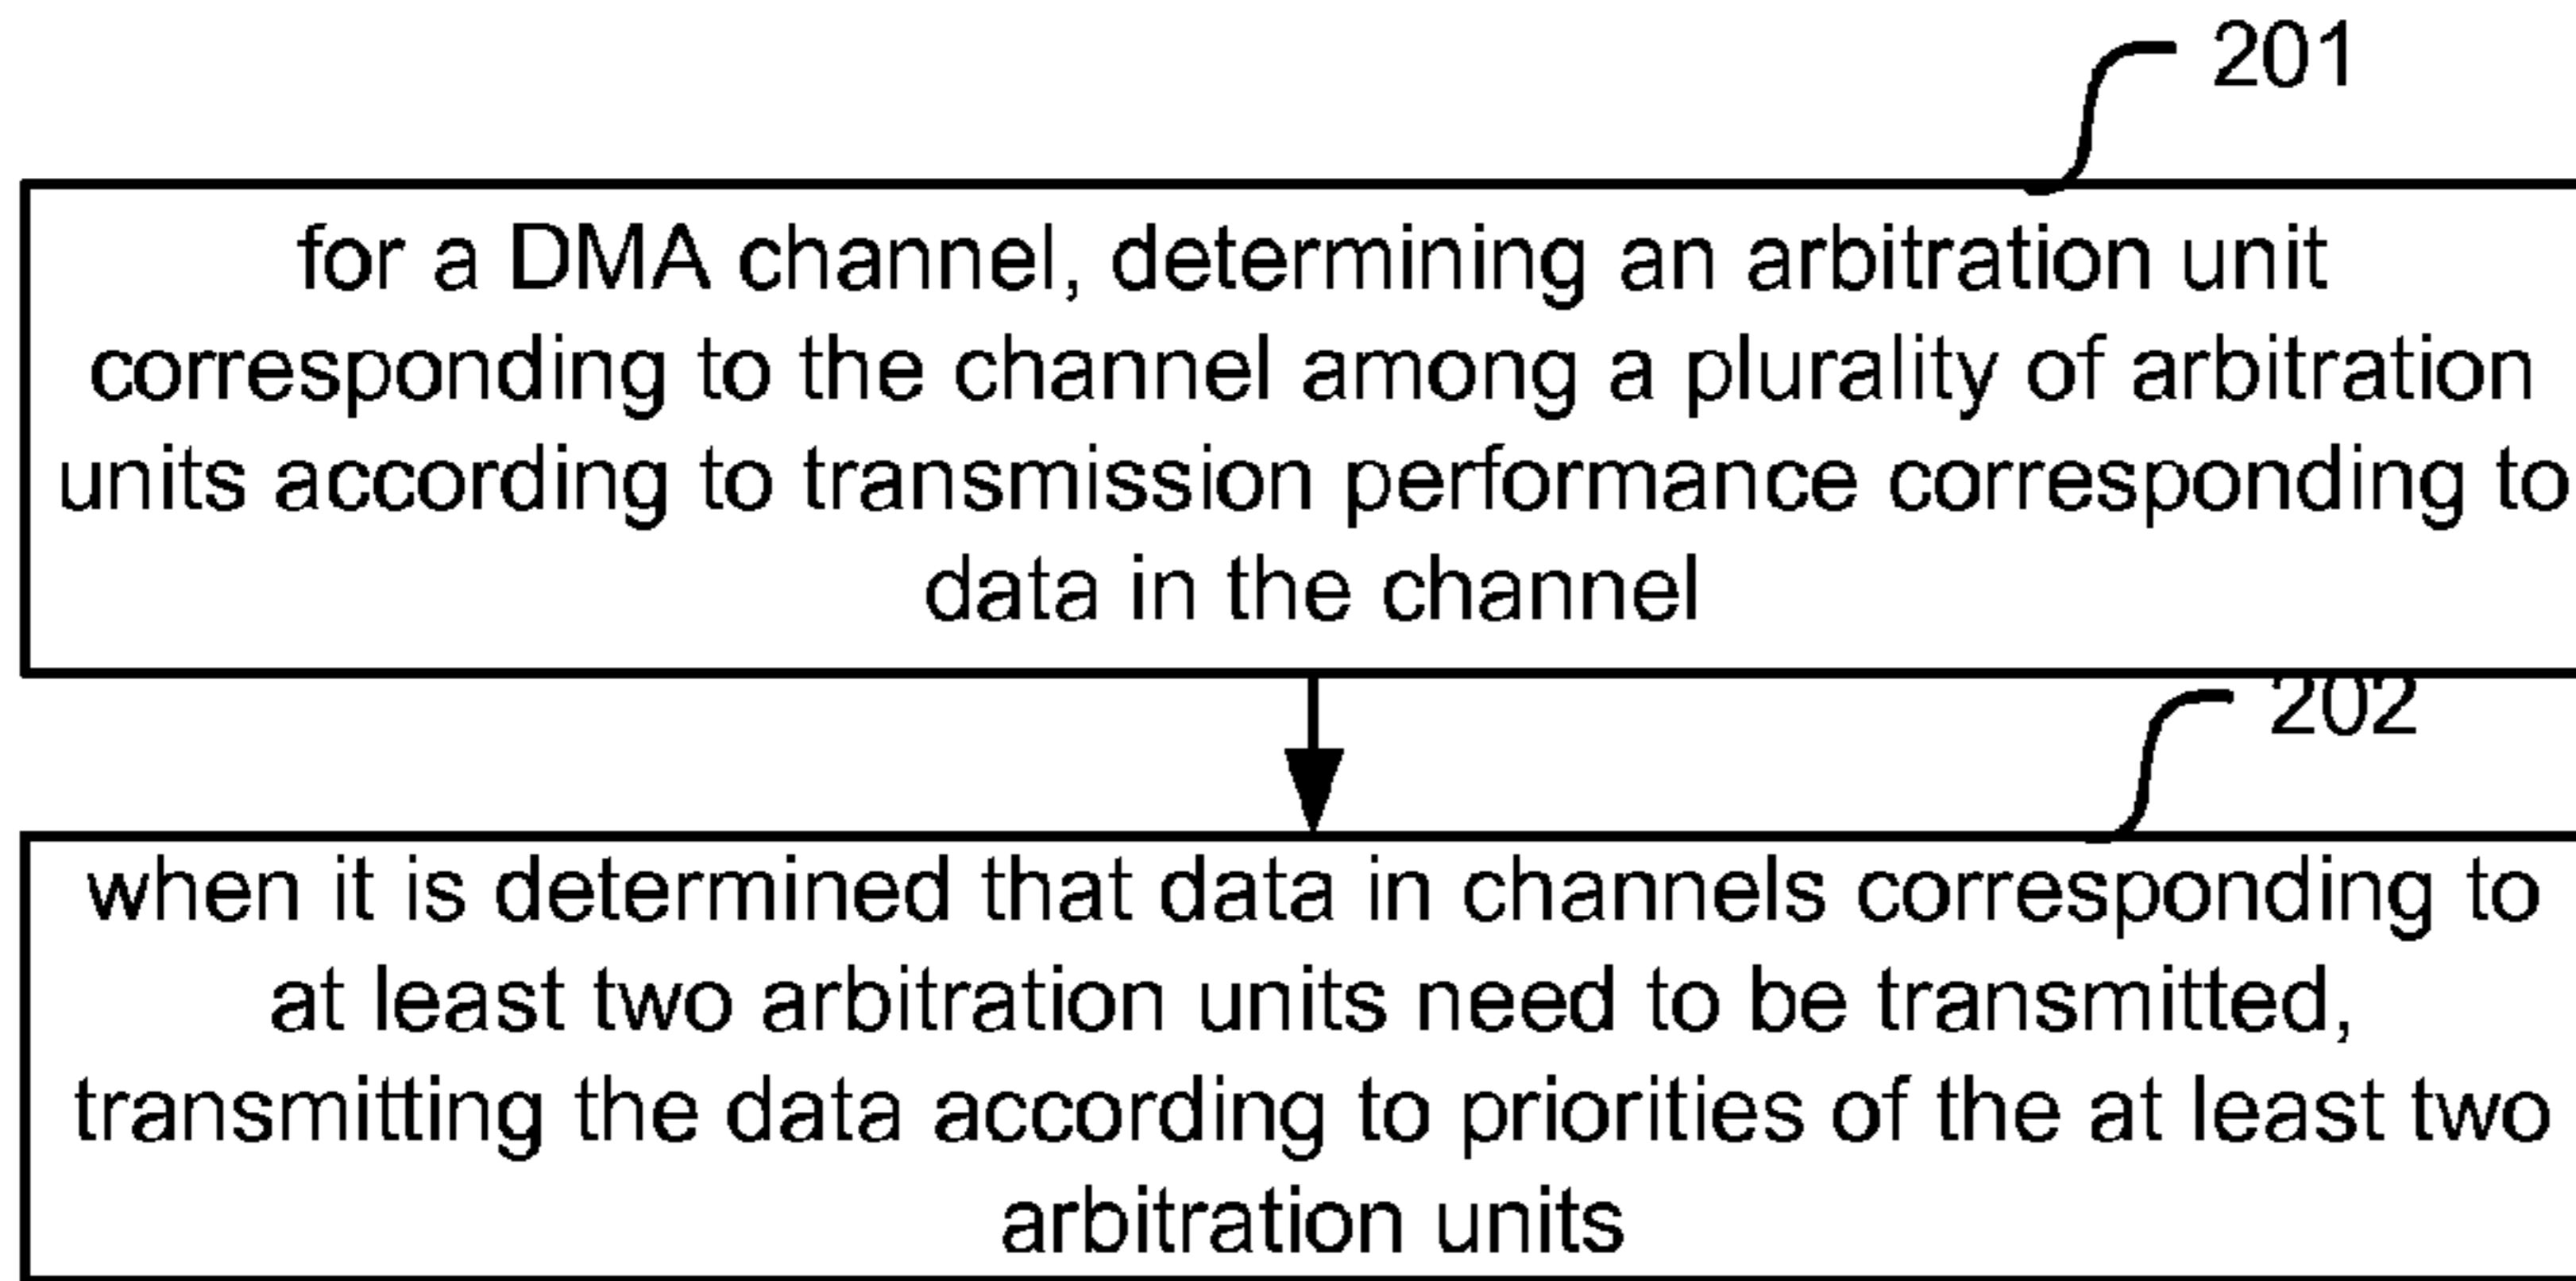 201
for a DMA channel, determining an arbitration unit
corresponding to the channel among a plurality of arbitration
units according to transmission performance corresponding to
data in the channel
202
when it is determined that data in channels corresponding to
at least two arbitration units need to be transmitted,
transmitting the data according to priorities of the at least two
arbitration units